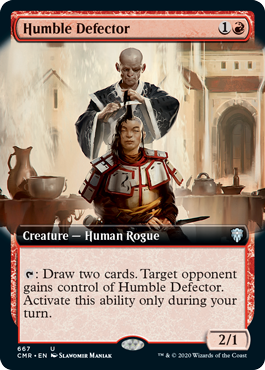 Humble Defector 1
Creature — Human Rogue
: Draw two cards. Target opponent
gains control of Humble Defector.
Activate this ability only during your
turn.
2/1
667 U
CMR • EN Slawomir Maniak ™ & © 2020 Wizards of the Coast